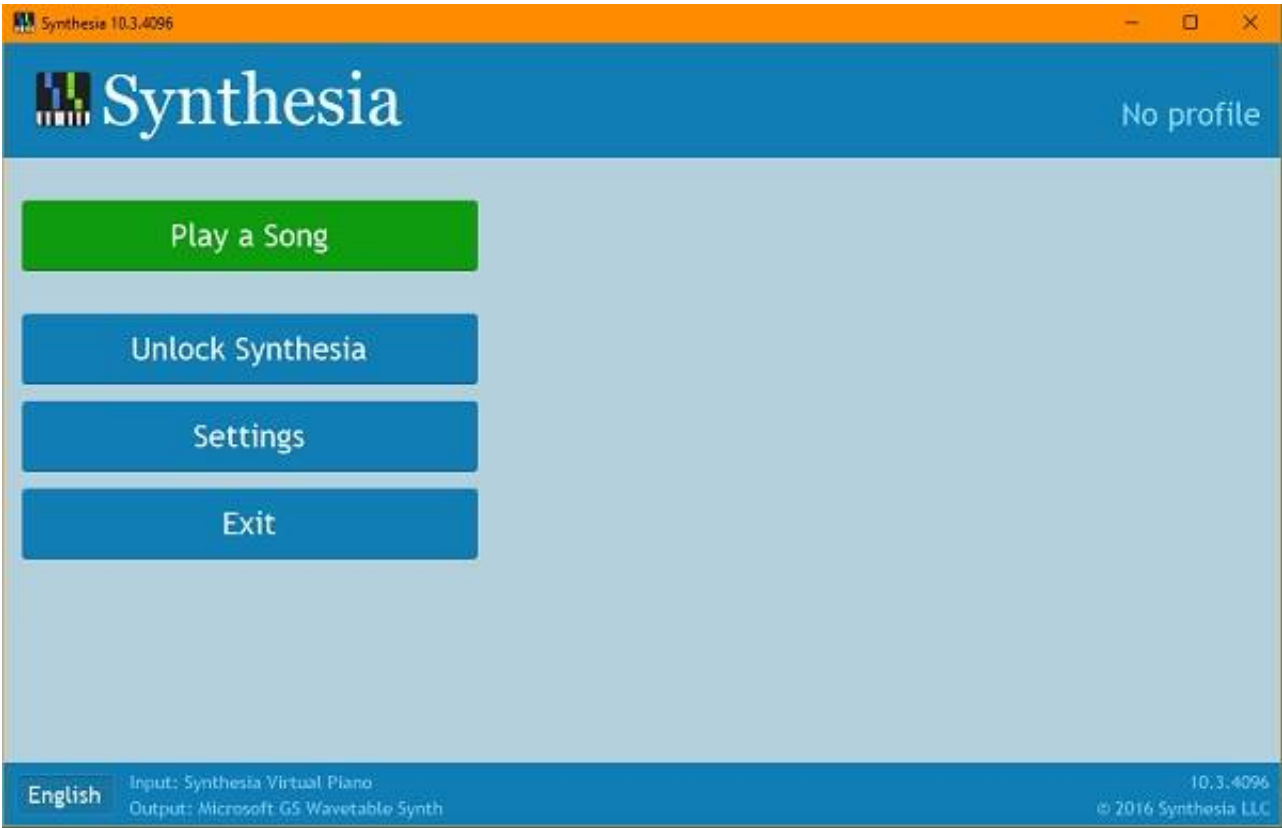 Synthesia 10.3.4096
Synthesia
No profile
Play a Song
Unlock Synthesia
Settings
Exit
English
Input: Synthesia Virtual Piano
Output: Microsoft GS Wavetable Synth
10.3.4096
© 2016 Synthesia LLC